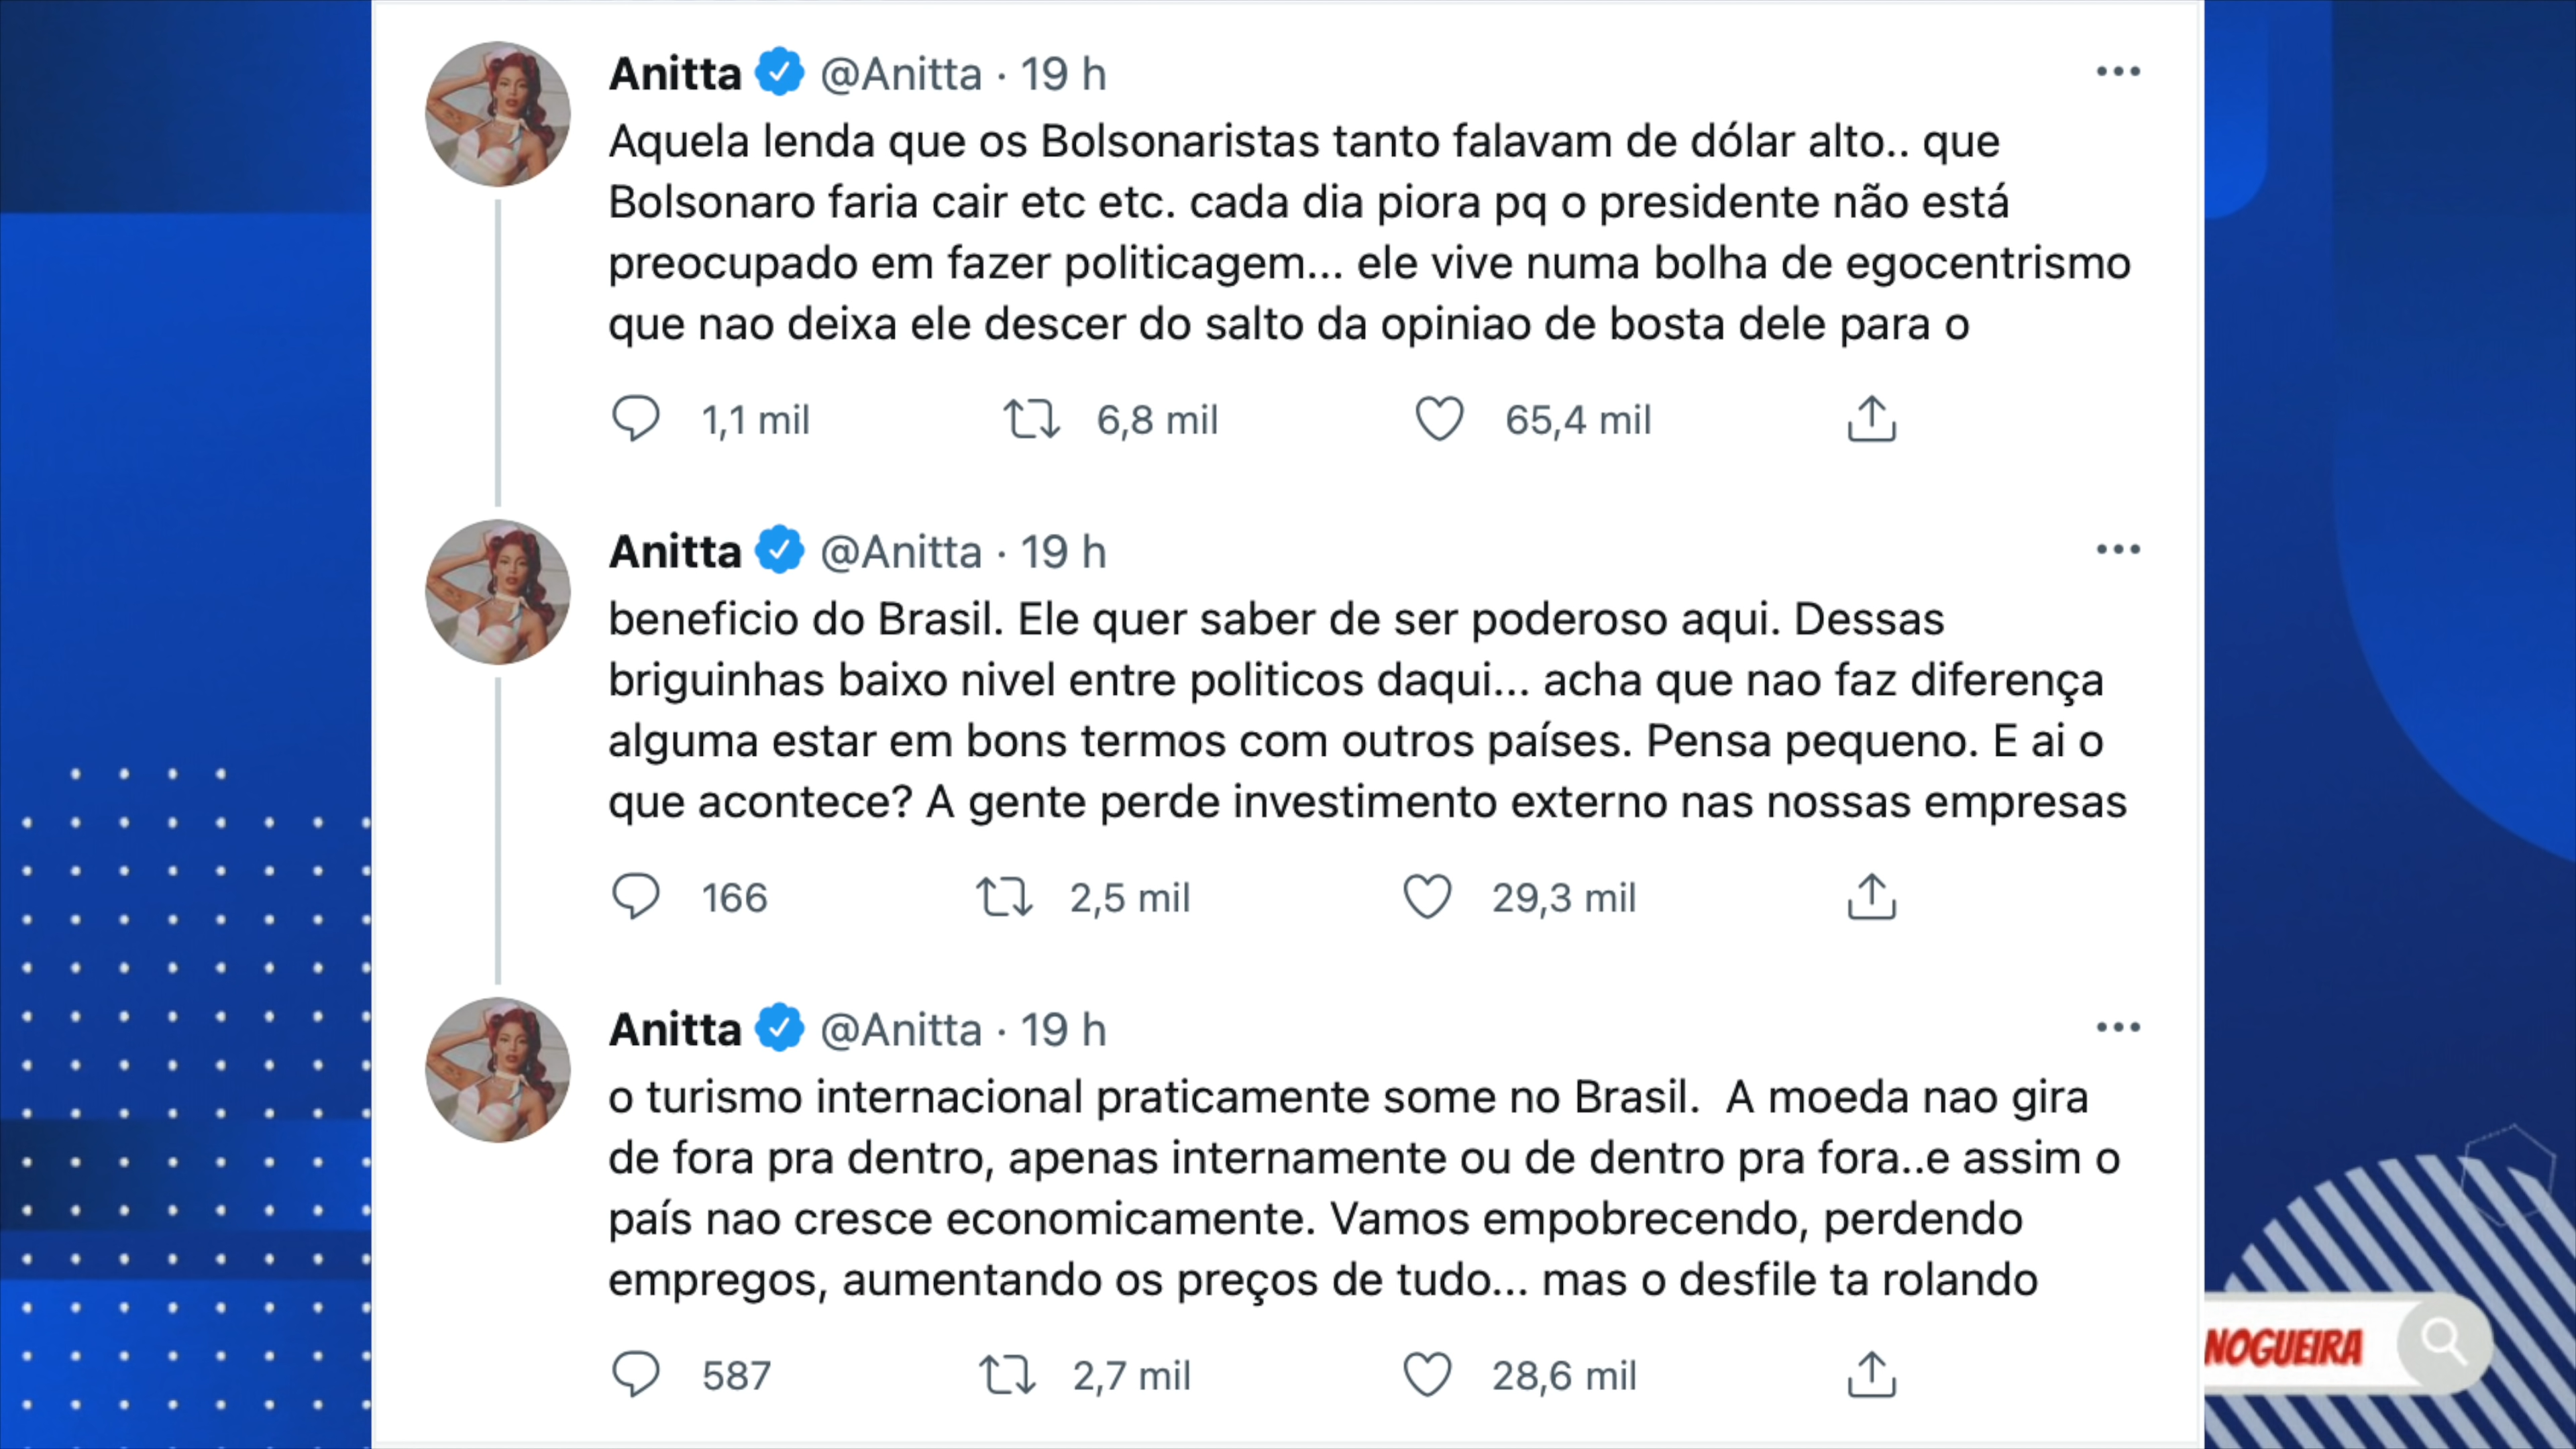 Anitta @Anitta · 19 h
Aquela lenda que os Bolsonaristas tanto falavam de dólar alto.. que
Bolsonaro faria cair etc etc. cada dia piora pq o presidente não está
preocupado em fazer politicagem... ele vive numa bolha de egocentrismo
que nao deixa ele descer do salto da opiniao de bosta dele para o
1,1 mil 6,8 mil 65,4 mil
Anitta @Anitta · 19 h
beneficio do Brasil. Ele quer saber de ser poderoso aqui. Dessas
briguinhas baixo nivel entre politicos daqui... acha que nao faz diferença
alguma estar em bons termos com outros países. Pensa pequeno. E ai o
que acontece? A gente perde investimento externo nas nossas empresas
166 2,5 mil 29,3 mil
Anitta @Anitta · 19 h
o turismo internacional praticamente some no Brasil.  A moeda nao gira
de fora pra dentro, apenas internamente ou de dentro pra fora..e assim o
país nao cresce economicamente. Vamos empobrecendo, perdendo
empregos, aumentando os preços de tudo... mas o desfile ta rolando
587 2,7 mil 28,6 mil
NOGUEIRA